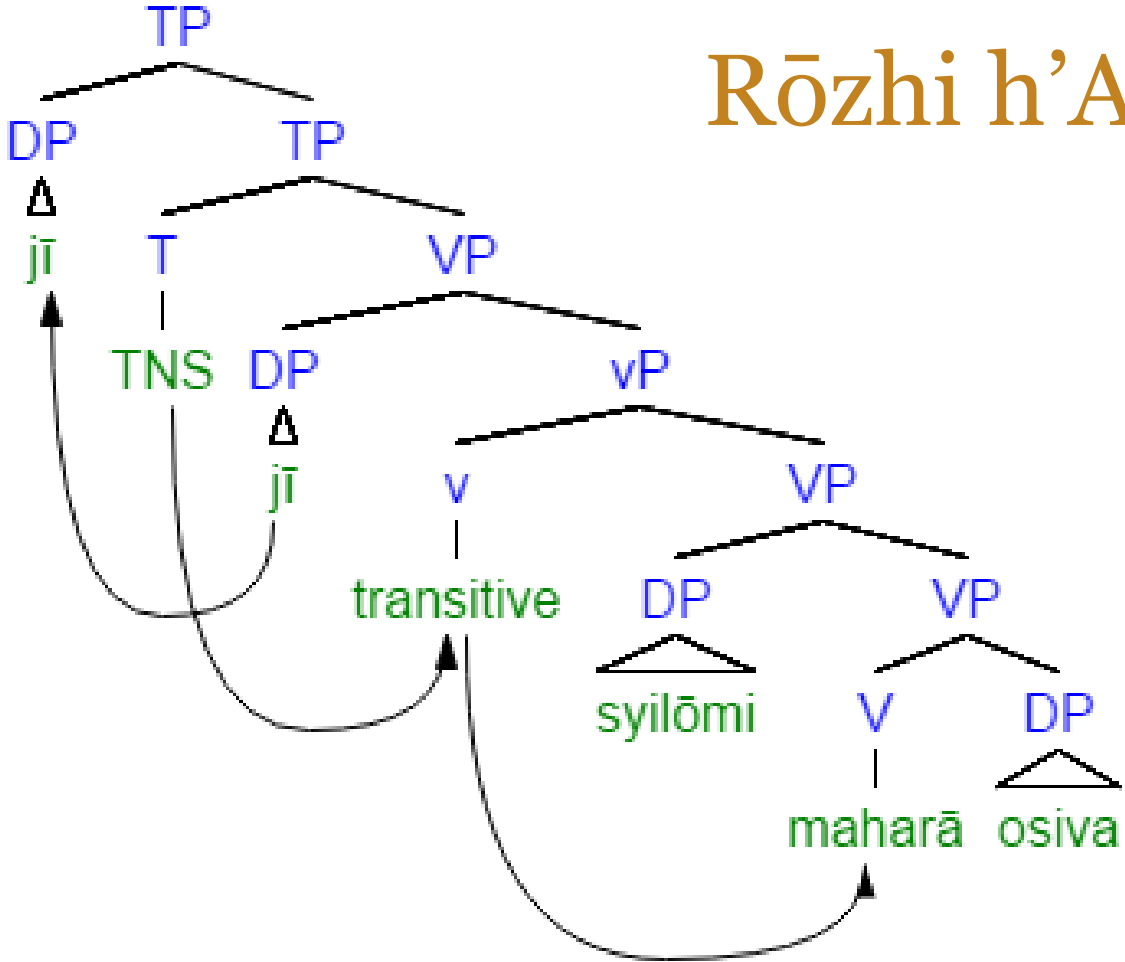 TP
Rōzhi h’A
DP TP
jī T VP
TNS DP vP
jī v VP
transitive DP VP
syilōmi V DP
maharā osiva